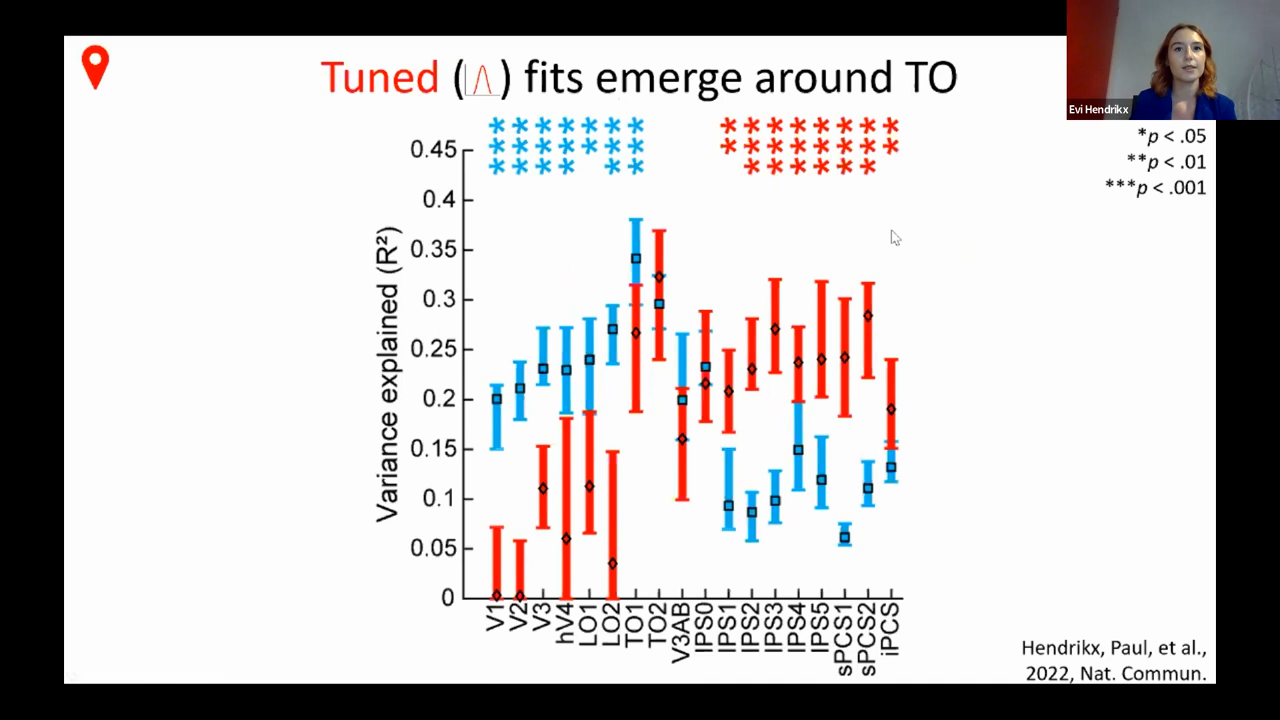 Tuned ( ) fits emerge around TO
Evi Hendrikx
*p < .05
**p < .01
***p < .001
Variance explained (R²)
0.45
0.4
0.35
0.3
0.25
0.2
0.15
0.1
0.05
0
V1
V2
V3
hV4
LO1
LO2
TO1
TO2
V3AB
IPS0
IPS1
IPS2
IPS3
IPS4
IPS5
sPCS1
sPCS2
iPCS
Hendrikx, Paul, et al.,
2022, Nat. Commun.